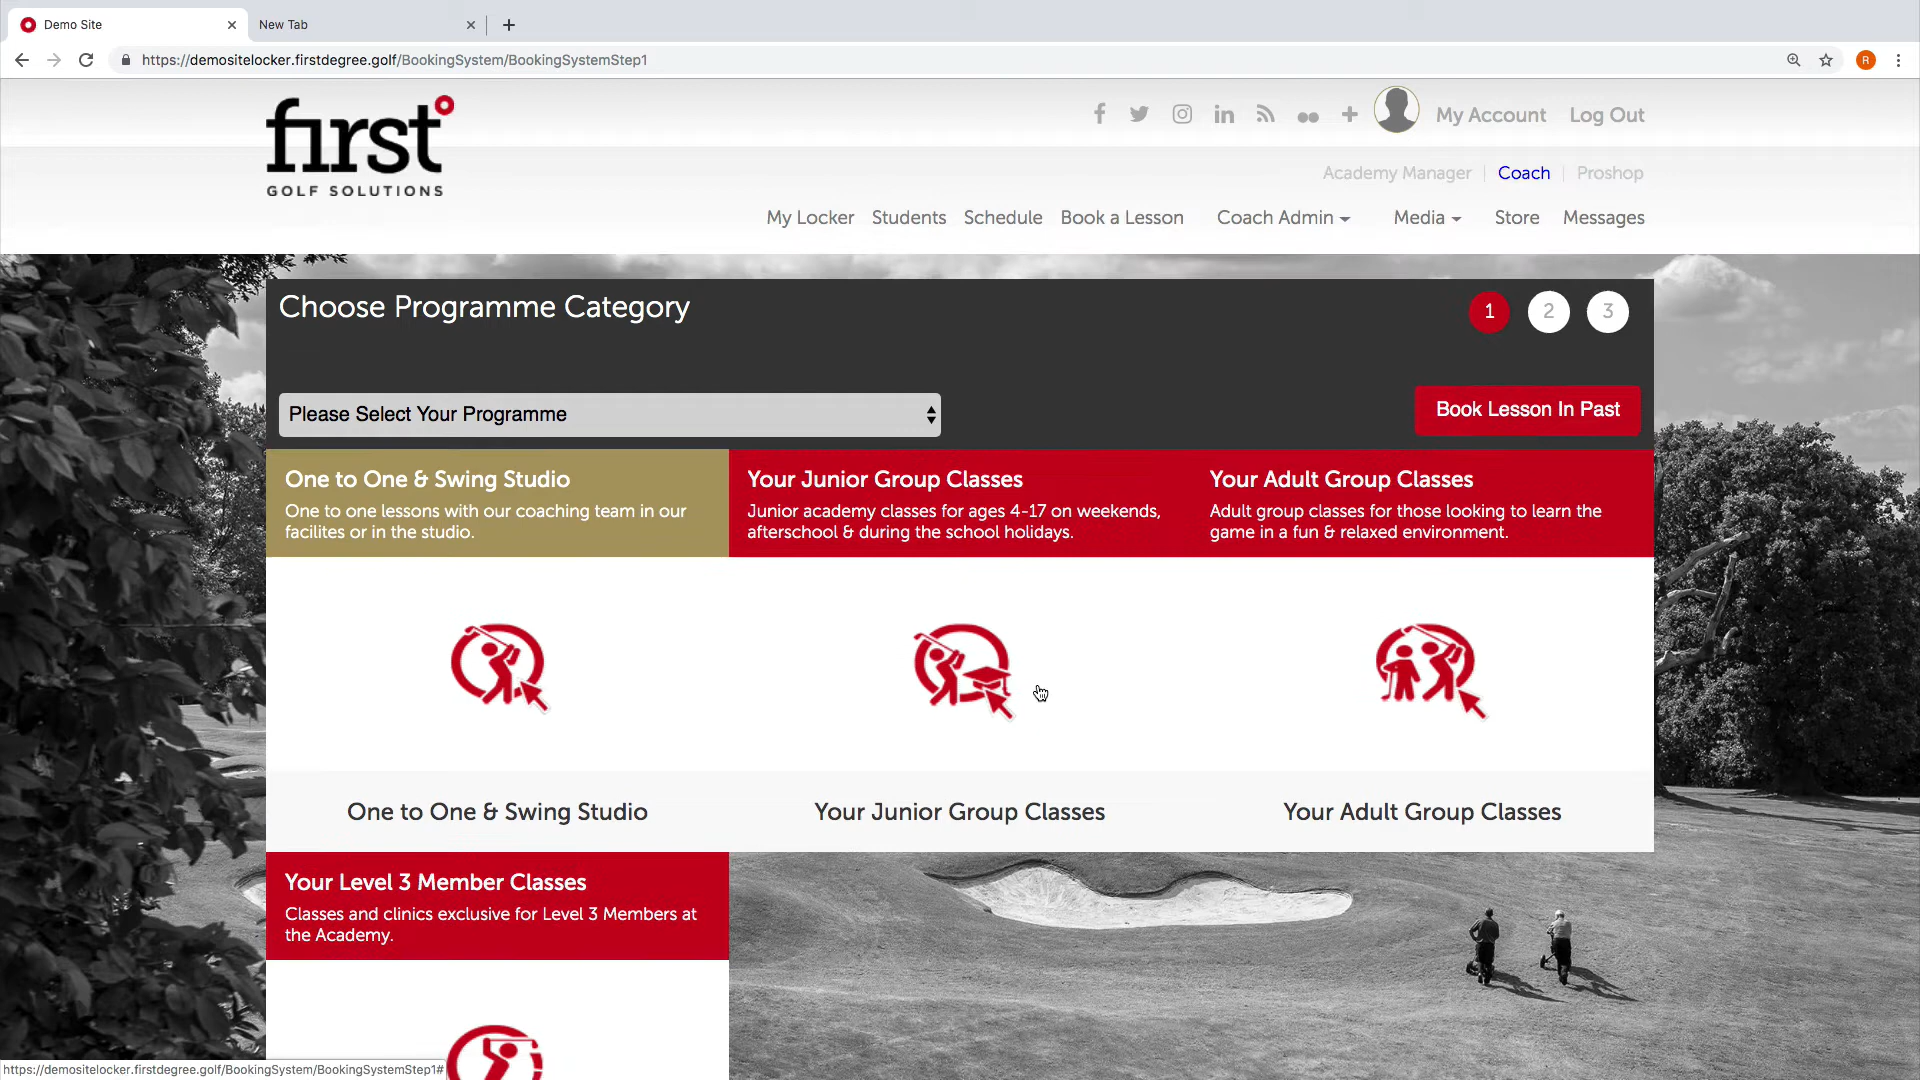 Demo Site
New Tab
https://demositelocker.firstdegree.golf/BookingSystem/BookingSystemStep1
R
first
GOLF SOLUTIONS
My Account
Log Out
Academy Manager
Coach
Proshop
My Locker
Students
Schedule
Book a Lesson
Coach Admin
Media
Store
Messages
Choose Programme Category
1
2
3
Please Select Your Programme
Book Lesson In Past
One to One & Swing Studio
One to one lessons with our coaching team in our
facilites or in the studio.
Your Junior Group Classes
Junior academy classes for ages 4-17 on weekends,
afterschool & during the school holidays.
Your Adult Group Classes
Adult group classes for those looking to learn the
game in a fun & relaxed environment.
One to One & Swing Studio
Your Junior Group Classes
Your Adult Group Classes
Your Level 3 Member Classes
Classes and clinics exclusive for Level 3 Members at
the Academy.
https://demositelocker.firstdegree.golf/BookingSystem/BookingSystemStep1#